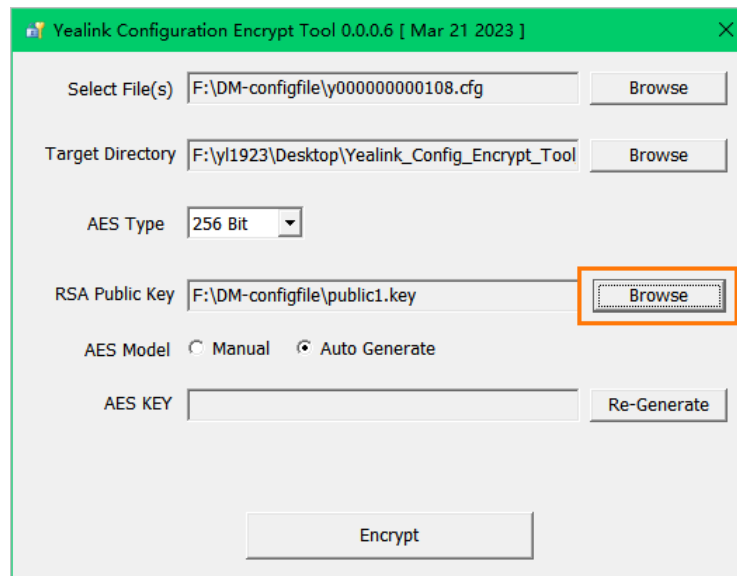 Yealink Configuration Encrypt Tool 0.0.0.6 [ Mar 21 2023 ]
Select File(s) F:\DM-configfile\y000000000108.cfg Browse
Target Directory F:\yl1923\Desktop\Yealink_Config_Encrypt_Tool Browse
AES Type 256 Bit
RSA Public Key F:\DM-configfile\public1.key Browse
AES Model Manual Auto Generate
AES KEY Re-Generate
Encrypt